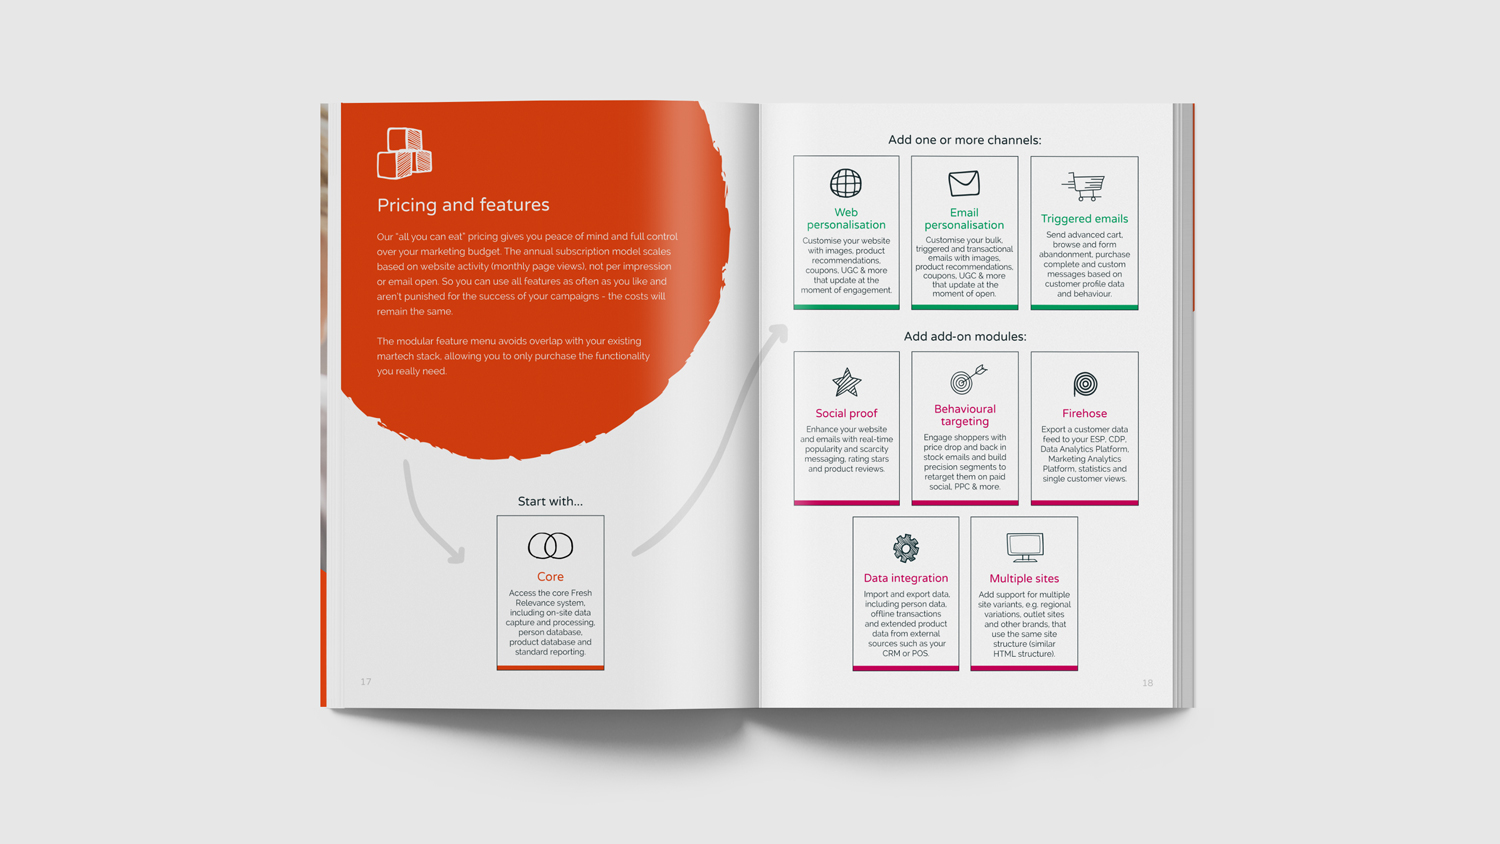 Pricing and features
Our "all you can eat" pricing gives you peace of mind and full control
over your marketing budget. The annual subscription model scales
based on website activity (monthly page views), not per impression
or email open. So you can use all features as often as you like and
aren't punished for the success of your campaigns - the costs will
remain the same.
The modular feature menu avoids overlap with your existing
martech stack, allowing you to only purchase the functionality
you really need.
Start with...
Core
Access the core Fresh
Relevance system,
including on-site data
capture and processing,
person database,
product database and
standard reporting.
17
Add one or more channels:
Web
personalisation
Customise your website
with images, product
recommendations,
coupons, UGC & more
that update at the
moment of engagement.
Email
personalisation
Customise your bulk,
triggered and transactional
emails with images,
product recommendations,
coupons, UGC & more
that update at the
moment of open.
Triggered emails
Send advanced cart,
browse and form
abandonment, purchase
complete and custom
messages based on
customer profile data
and behaviour.
Add add-on modules:
Social proof
Enhance your website
and emails with real-time
popularity and scarcity
messaging, rating stars
and product reviews.
Behavioural
targeting
Engage shoppers with
price drop and back in
stock emails and build
precision segments to
retarget them on paid
social, PPC & more.
Firehose
Export a customer data
feed to your ESP, CDP,
Data Analytics Platform,
Marketing Analytics
Platform, statistics and
single customer views.
Data integration
Import and export data,
including person data,
offline transactions
and extended product
data from external
sources such as your
CRM or POS.
Multiple sites
Add support for multiple
site variants, e.g. regional
variations, outlet sites
and other brands, that
use the same site
structure (similar
HTML structure).
18